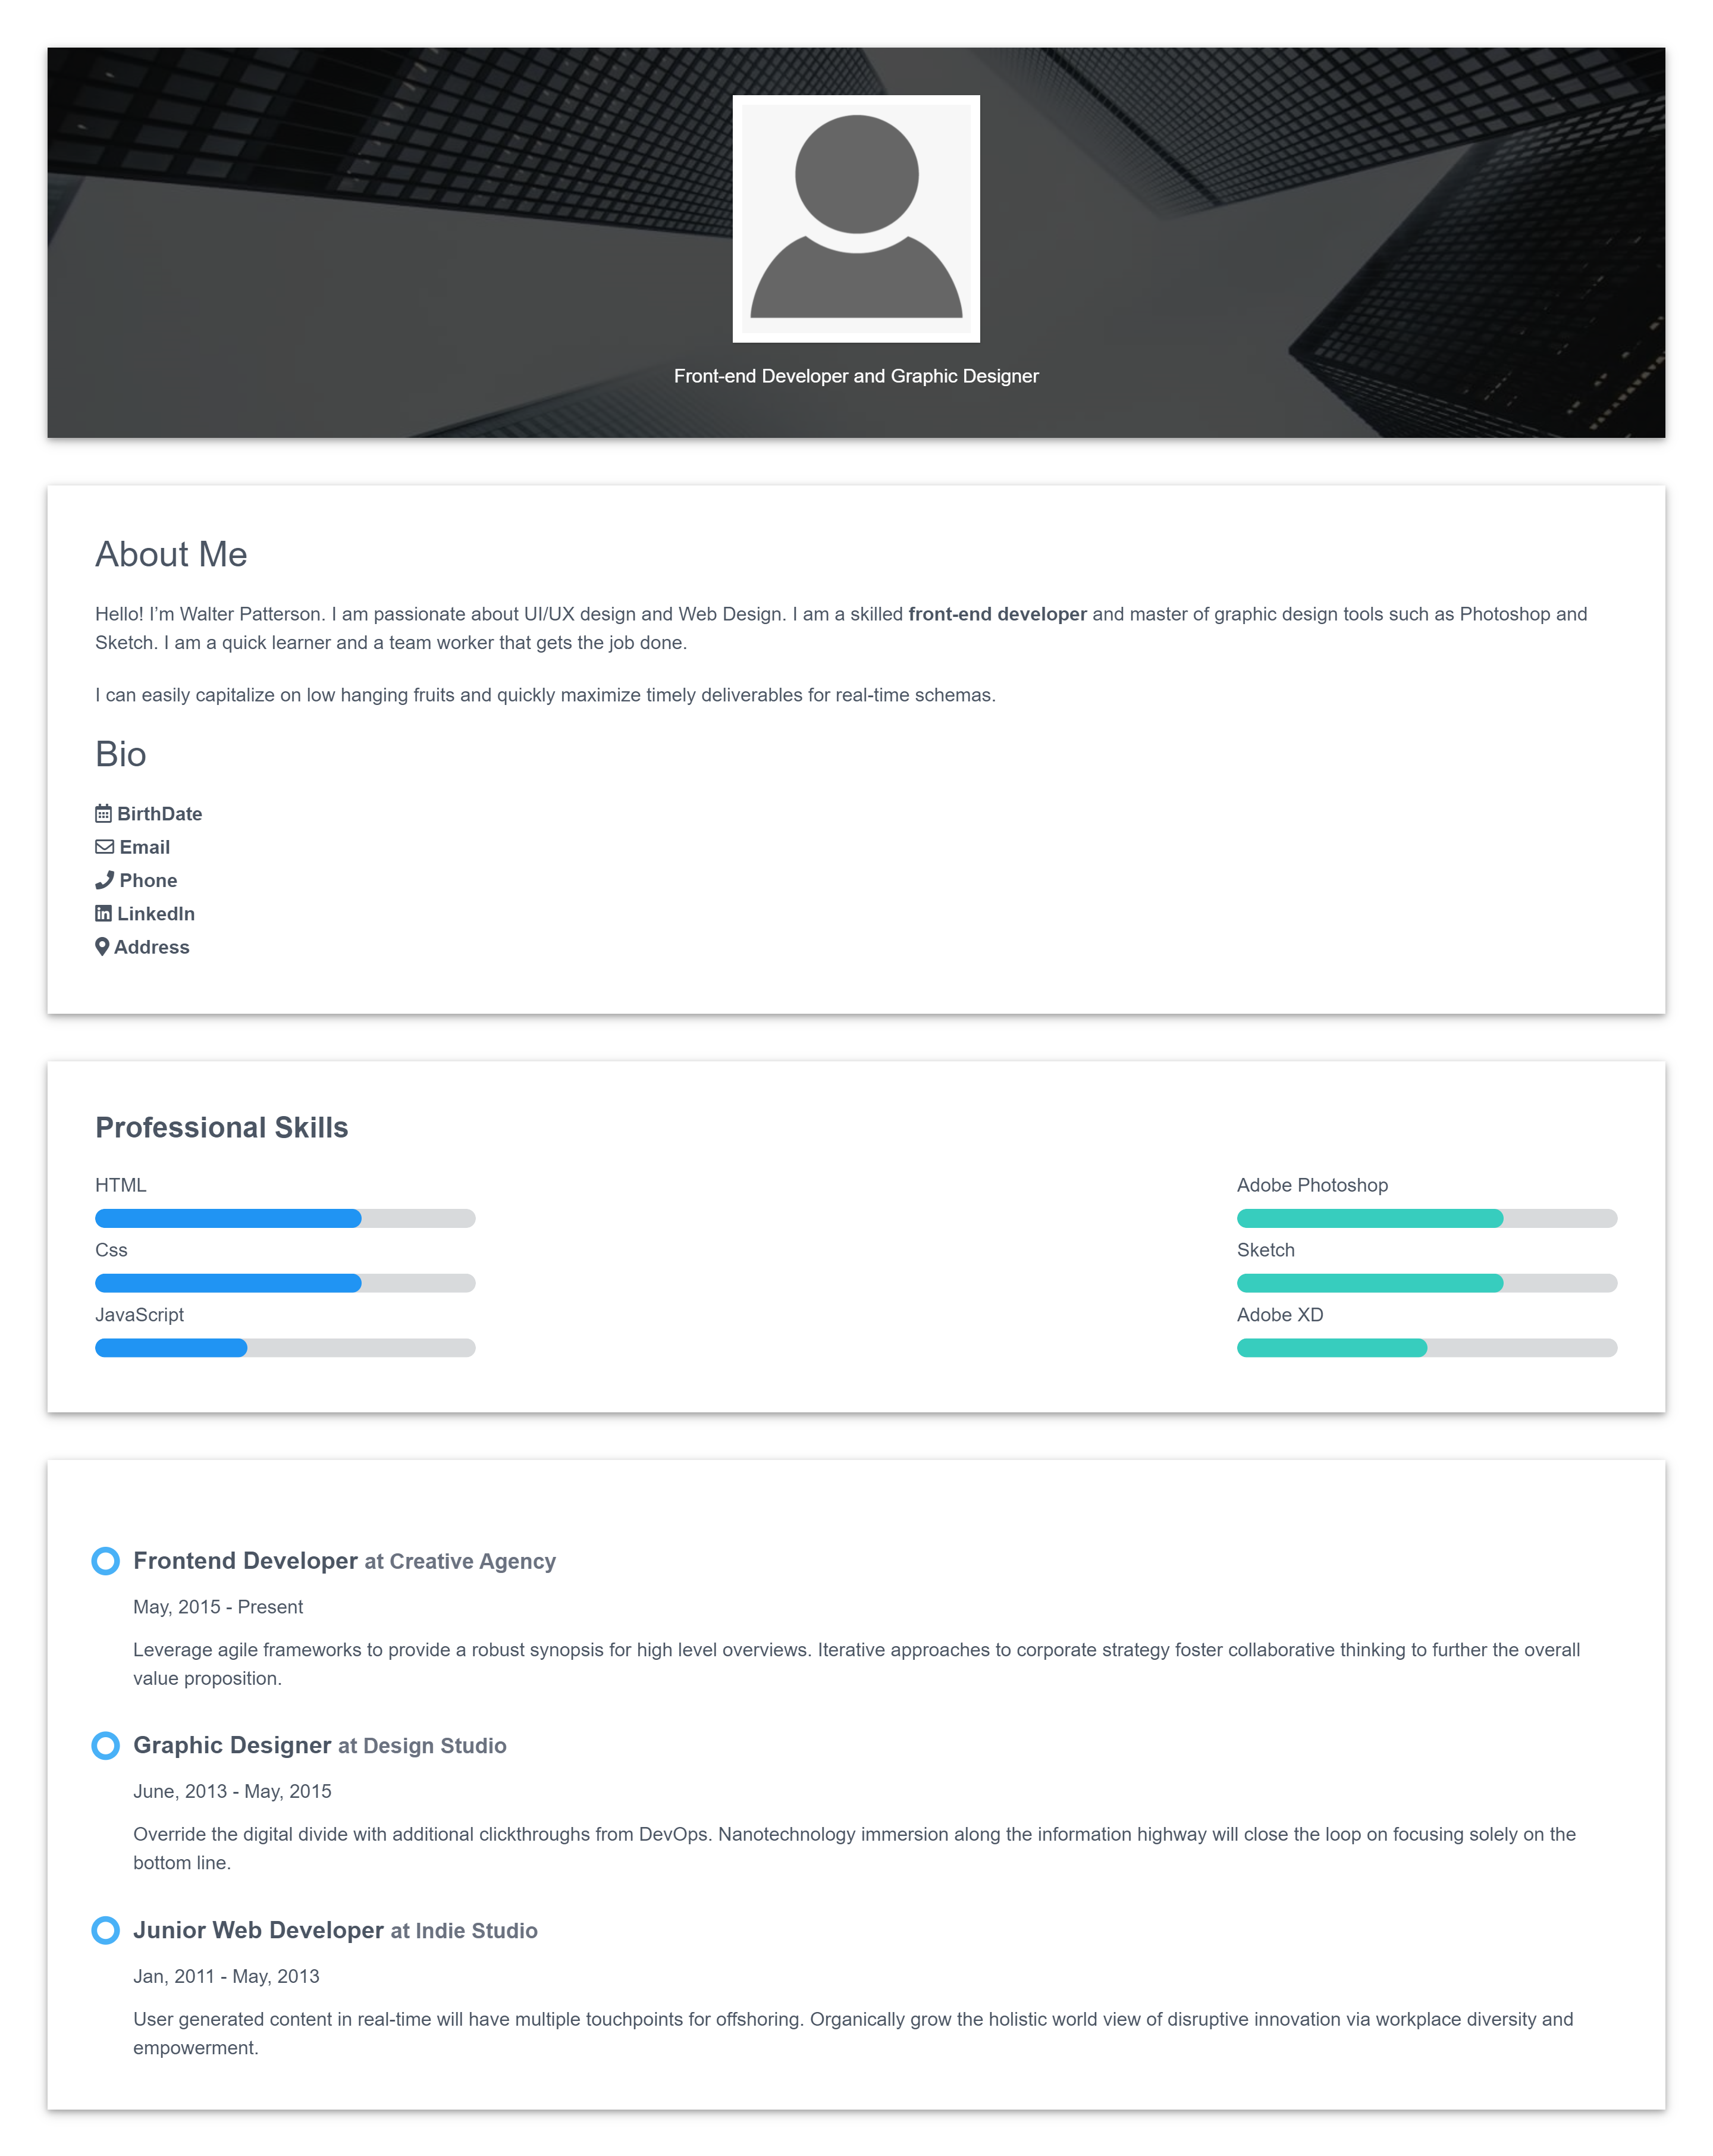 Front-end Developer and Graphic Designer
About Me
Hello! I’m Walter Patterson. I am passionate about UI/UX design and Web Design. I am a skilled front-end developer and master of graphic design tools such as Photoshop and
Sketch. I am a quick learner and a team worker that gets the job done.
I can easily capitalize on low hanging fruits and quickly maximize timely deliverables for real-time schemas.
Bio
BirthDate
Email
Phone
LinkedIn
Address
Professional Skills
HTML
Css
JavaScript
Adobe Photoshop
Sketch
Adobe XD
Frontend Developer at Creative Agency
May, 2015 - Present
Leverage agile frameworks to provide a robust synopsis for high level overviews. Iterative approaches to corporate strategy foster collaborative thinking to further the overall
value proposition.
Graphic Designer at Design Studio
June, 2013 - May, 2015
Override the digital divide with additional clickthroughs from DevOps. Nanotechnology immersion along the information highway will close the loop on focusing solely on the
bottom line.
Junior Web Developer at Indie Studio
Jan, 2011 - May, 2013
User generated content in real-time will have multiple touchpoints for offshoring. Organically grow the holistic world view of disruptive innovation via workplace diversity and
empowerment.